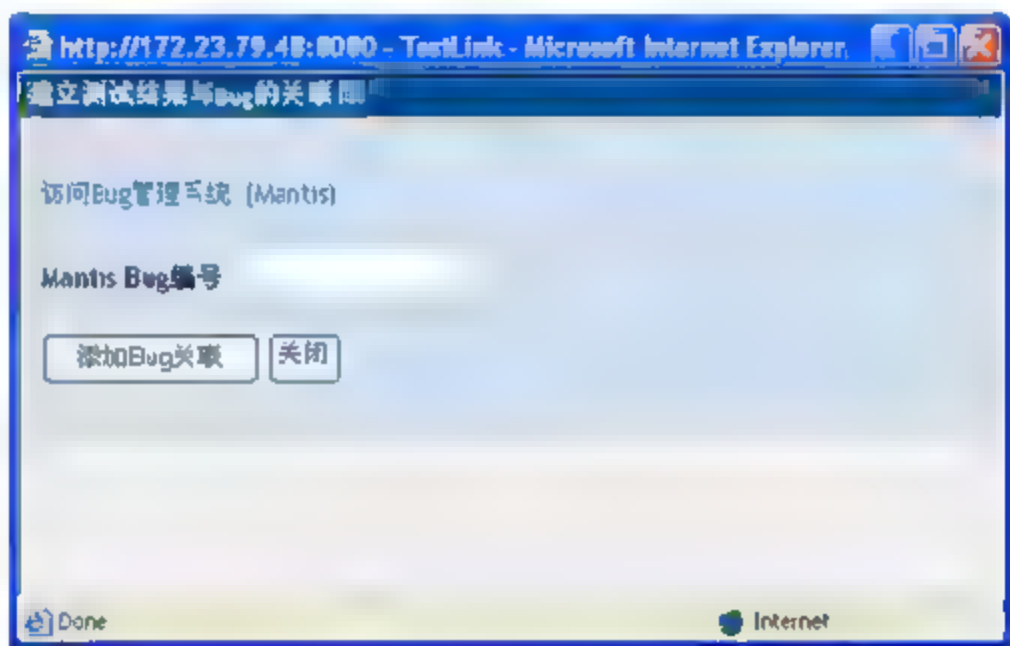 http://172.23.79.48:8080 - TestLink - Microsoft Internet Explorer
建立测试结果与Bug的关联
访问Bug管理系统 (Mantis)
Mantis Bug编号
添加Bug关联 关闭
Done Internet